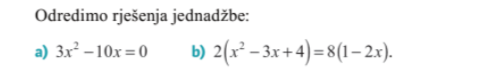 Odredimo rješenja jednadžbe:
a) 3x² – 10x = 0 b) 2(x² – 3x + 4) = 8(1 – 2x).